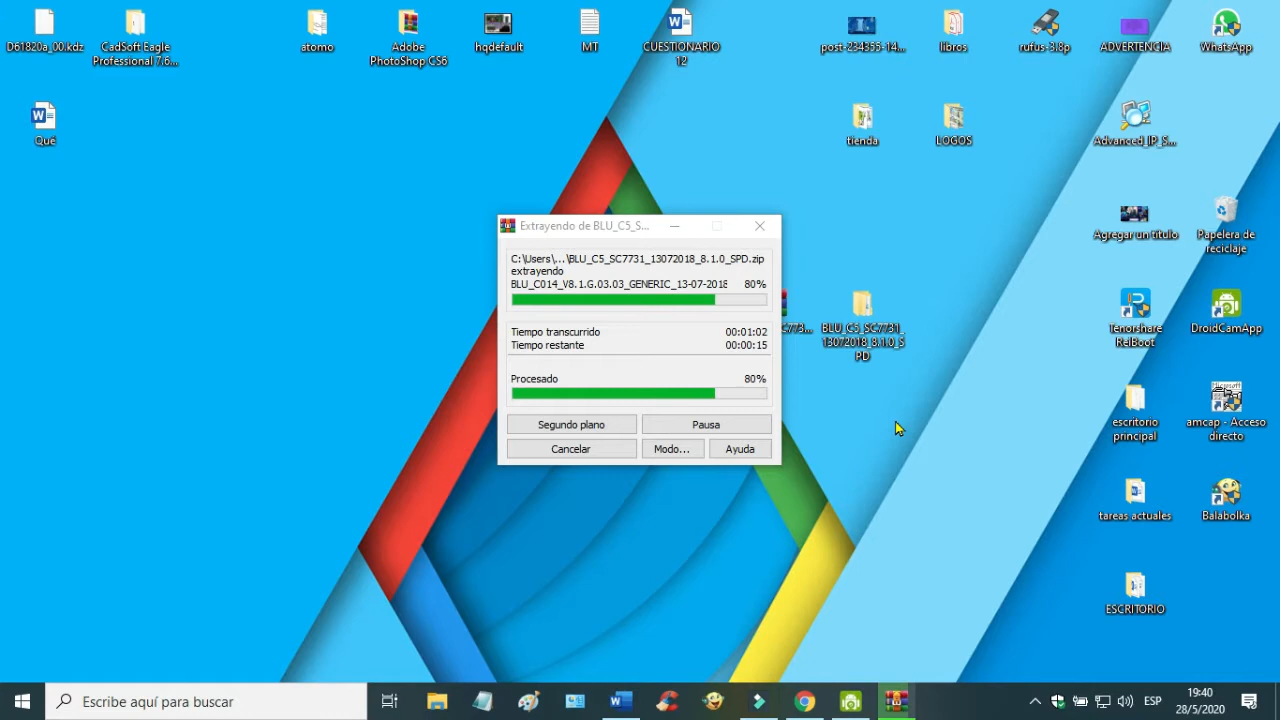 D61820a_00.kdz
CadSoft Eagle
Professional 7.6...
atomo
Adobe
PhotoShop CS6
hqdefault
MT
CUESTIONARIO
12
post-234355-14...
libros
rufus-3.8p
ADVERTENCIA
WhatsApp
Qué
tienda
LOGOS
Advanced_IP_S...
Agregar un título
Papelera de
reciclaje
Extrayendo de BLU_C5_S...
C:\Users\...\BLU_C5_SC7731_13072018_8.1.0_SPD.zip
extrayendo
BLU_C014_V8.1.G.03.03_GENERIC_13-07-2018 80%
Tiempo transcurrido 00:01:02
Tiempo restante 00:00:15
Procesado 80%
Segundo plano
Pausa
Cancelar
Modo...
Ayuda
BLU_C5_SC7731_
13072018_8.1.0_S
PD
Tenorshare
ReiBoot
DroidCamApp
escritorio
principal
amcap - Acceso
directo
tareas actuales
Balabolka
ESCRITORIO
Escribe aquí para buscar
ESP
19:40
28/5/2020